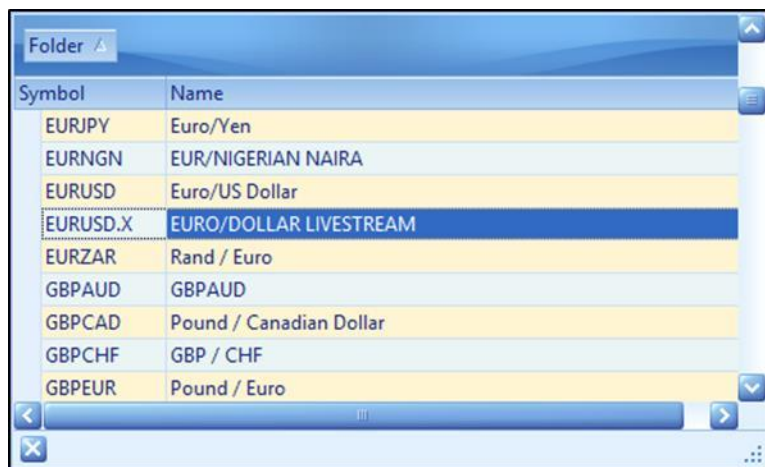 Folder
Symbol Name
EURJPY Euro/Yen
EURNGN EUR/NIGERIAN NAIRA
EURUSD Euro/US Dollar
EURUSD.X EURO/DOLLAR LIVESTREAM
EURZAR Rand / Euro
GBPAUD GBPAUD
GBPCAD Pound / Canadian Dollar
GBPCHF GBP / CHF
GBPEUR Pound / Euro